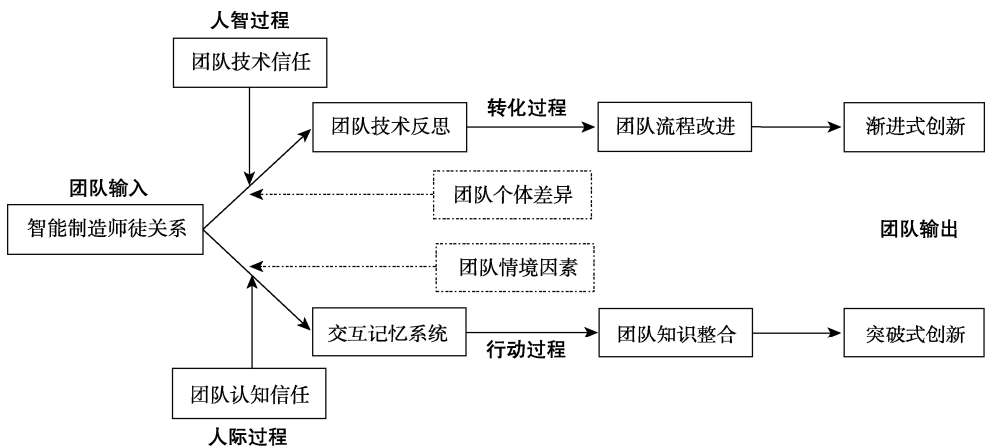 人智过程
团队技术信任
团队技术反思
转化过程
团队流程改进
渐进式创新
团队输入
智能制造师徒关系
团队个体差异
团队情境因素
团队输出
交互记忆系统
行动过程
团队知识整合
突破式创新
团队认知信任
人际过程